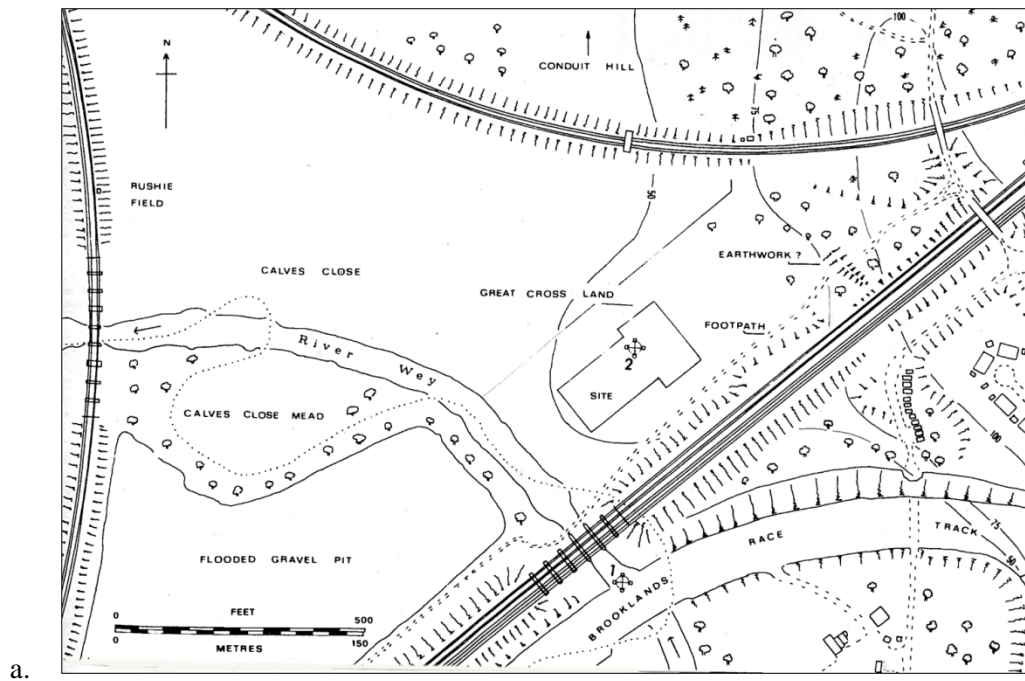 N
CONDUIT HILL
100
75
RUSHIE
FIELD
50
EARTHWORK ?
CALVES CLOSE
GREAT CROSS LAND
FOOTPATH
River Wey
2
SITE
CALVES CLOSE MEAD
100
RACE TRACK
75
50
FLOODED GRAVEL PIT
1
BROOKLANDS
FEET
0 500
0 150
METRES
a.